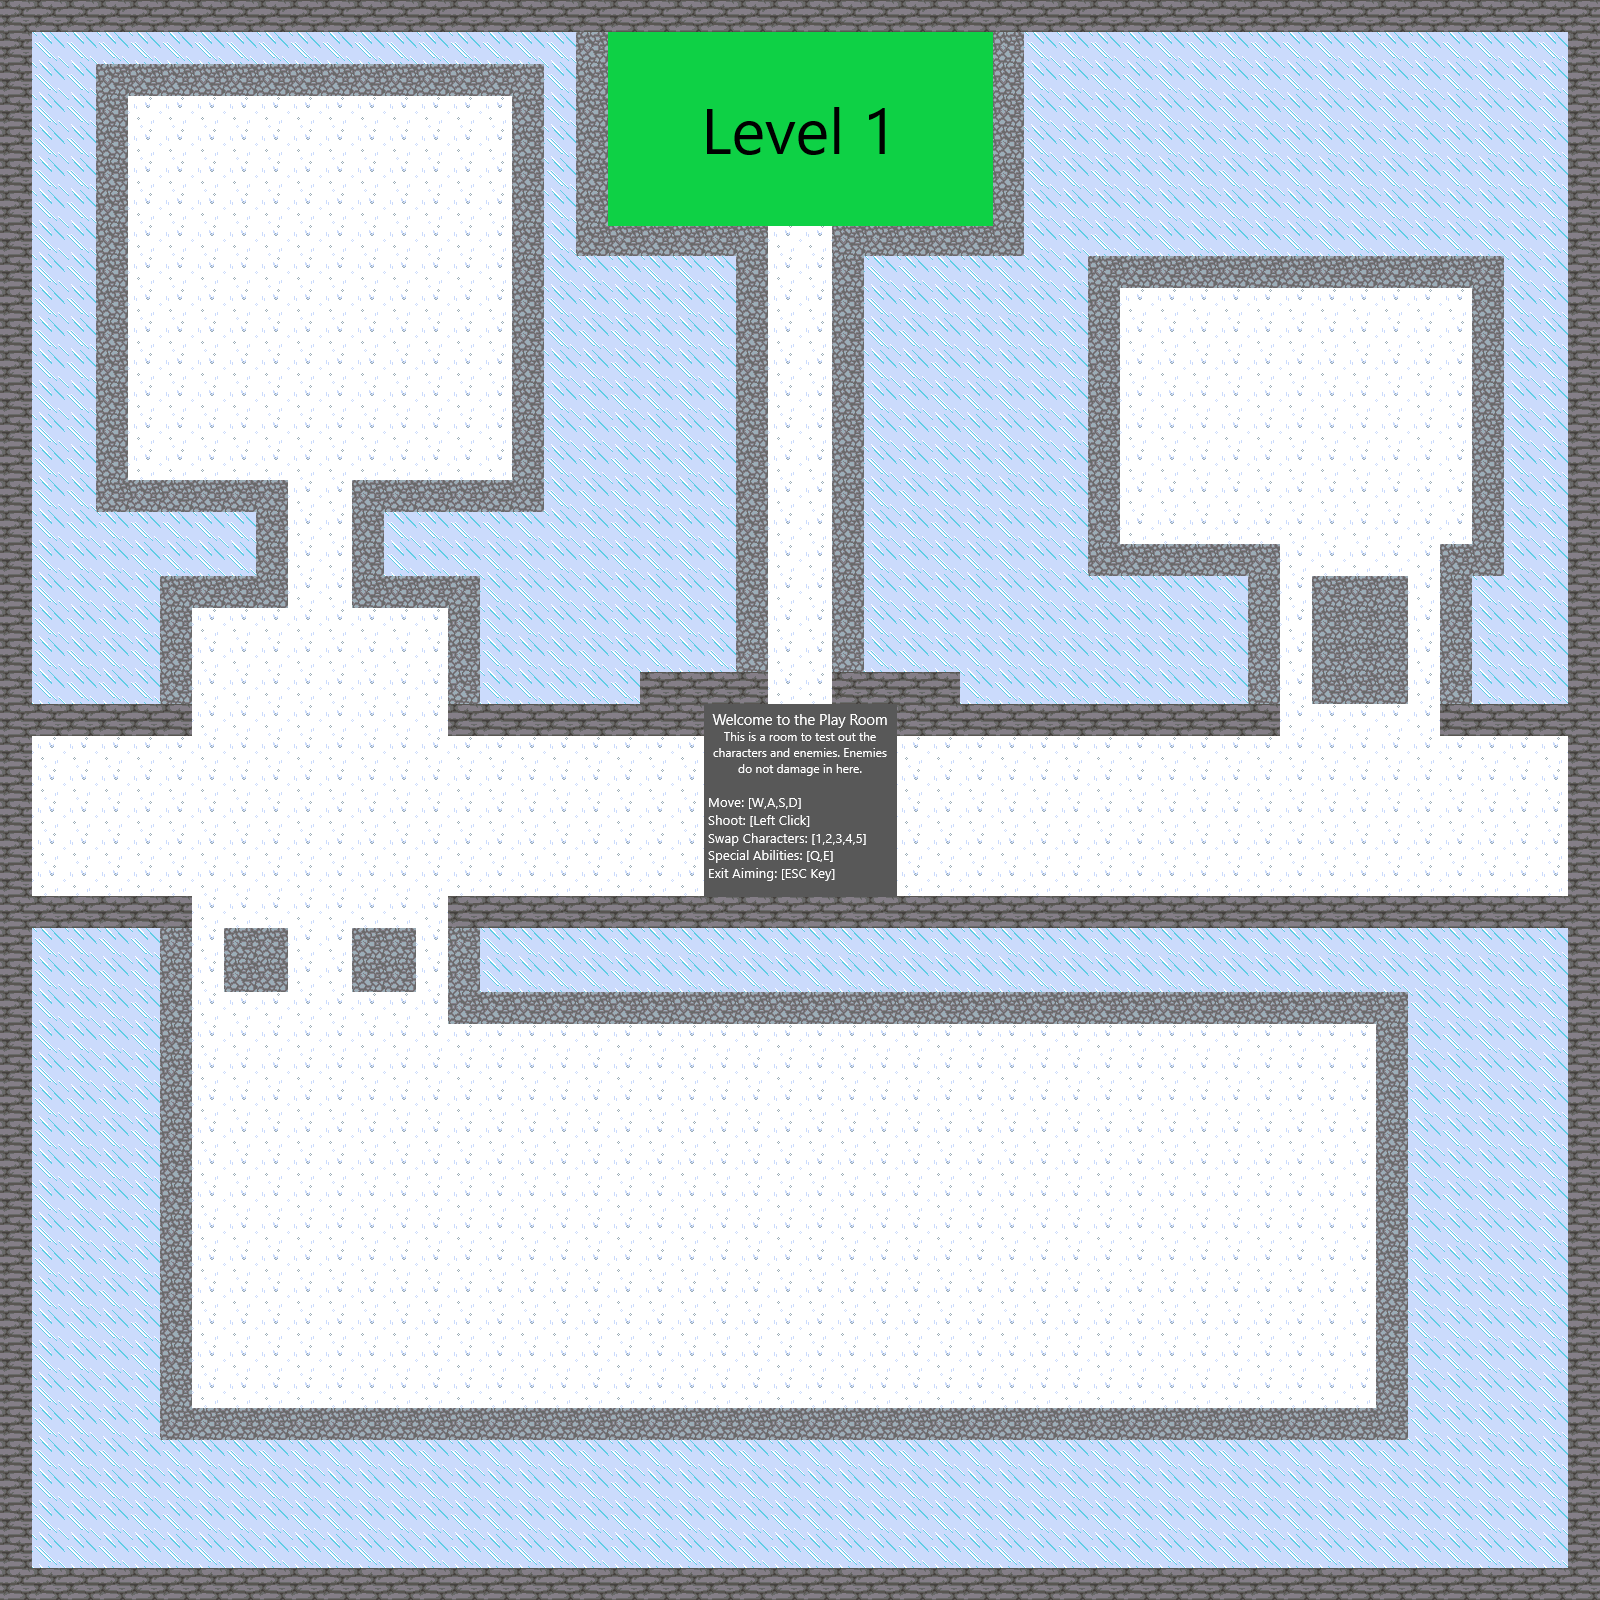 Level 1
Welcome to the Play Room
This is a room to test out the
characters and enemies. Enemies
do not damage in here.
Move: [W,A,S,D]
Shoot: [Left Click]
Swap Characters: [1,2,3,4,5]
Special Abilities: [Q,E]
Exit Aiming: [ESC Key]